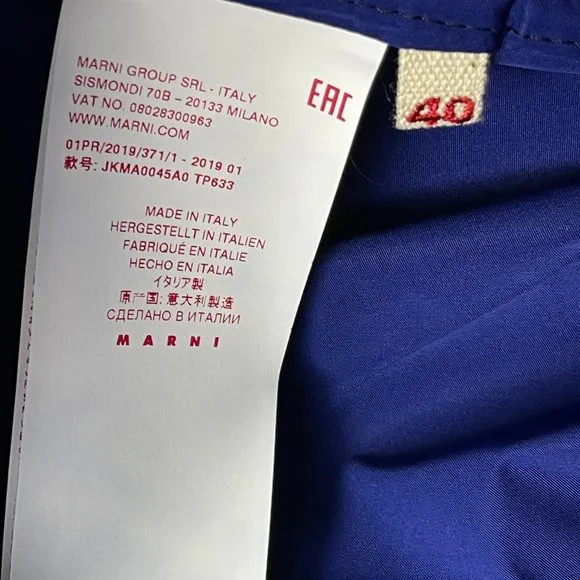 MARNI GROUP SRL - ITALY
SISMONDI 70B – 20133 MILANO
VAT NO. 08028300963
WWW.MARNI.COM
EAC
40
01PR/2019/371/1 - 2019 01
款号: JKMA0045A0 TP633
MADE IN ITALY
HERGESTELLT IN ITALIEN
FABRIQUÉ EN ITALIE
HECHO EN ITALIA
イタリア製
原产国: 意大利製造
СДЕЛАНО В ИТАЛИИ
MARNI